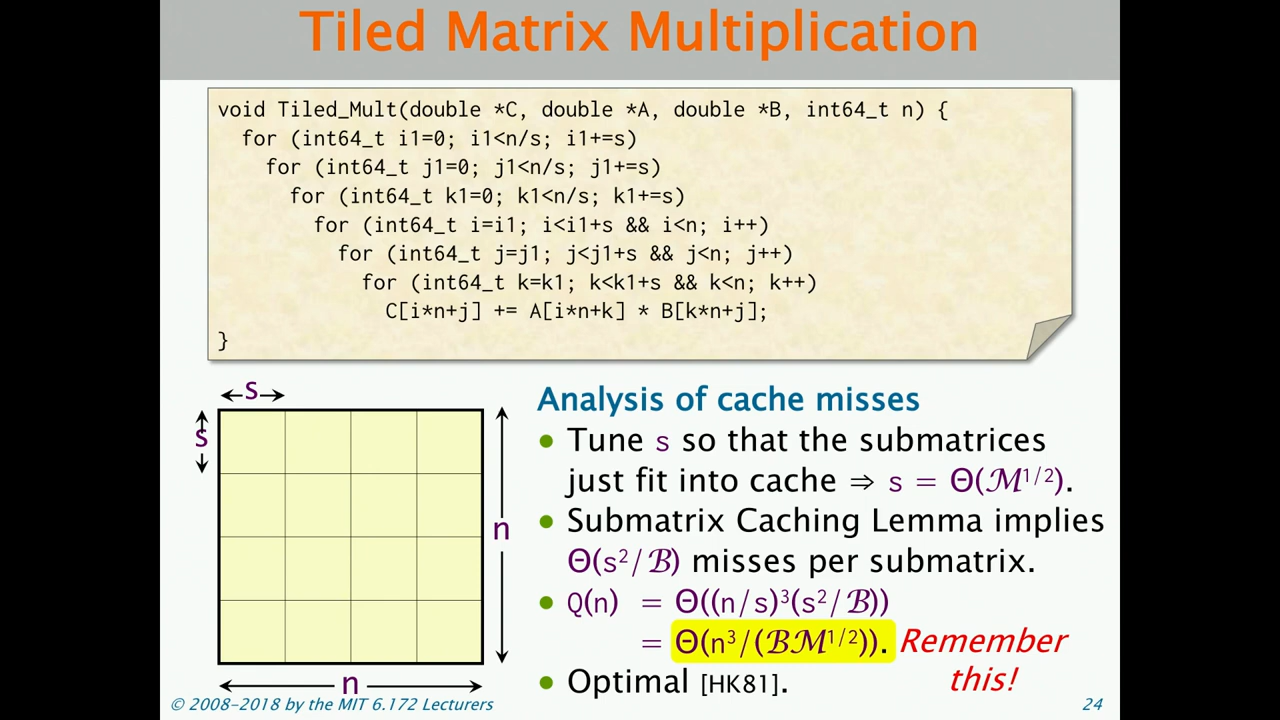 Tiled Matrix Multiplication
void Tiled_Mult(double *C, double *A, double *B, int64_t n) {
for (int64_t i1=0; i1<n/s; i1+=s)
for (int64_t j1=0; j1<n/s; j1+=s)
for (int64_t k1=0; k1<n/s; k1+=s)
for (int64_t i=i1; i<i1+s && i<n; i++)
for (int64_t j=j1; j<j1+s && j<n; j++)
for (int64_t k=k1; k<k1+s && k<n; k++)
C[i*n+j] += A[i*n+k] * B[k*n+j];
}
s
s
n
n
Analysis of cache misses
● Tune s so that the submatrices
just fit into cache ⇒ s = Θ(ℳ¹/²).
● Submatrix Caching Lemma implies
Θ(s²/ℬ) misses per submatrix.
● Q(n) = Θ((n/s)³(s²/ℬ))
= Θ(n³/(ℬℳ¹/²)). Remember
this!
● Optimal [HK81].
© 2008–2018 by the MIT 6.172 Lecturers
24